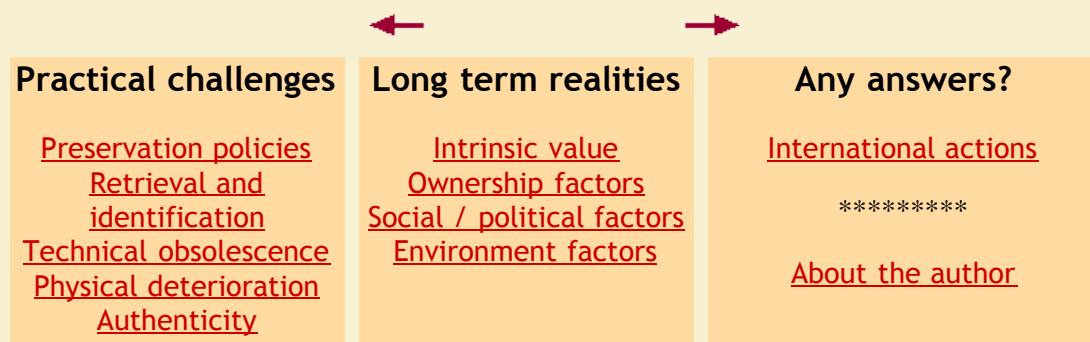 Practical challenges
Preservation policies
Retrieval and
identification
Technical obsolescence
Physical deterioration
Authenticity
Long term realities
Intrinsic value
Ownership factors
Social / political factors
Environment factors
Any answers?
International actions
*********
About the author